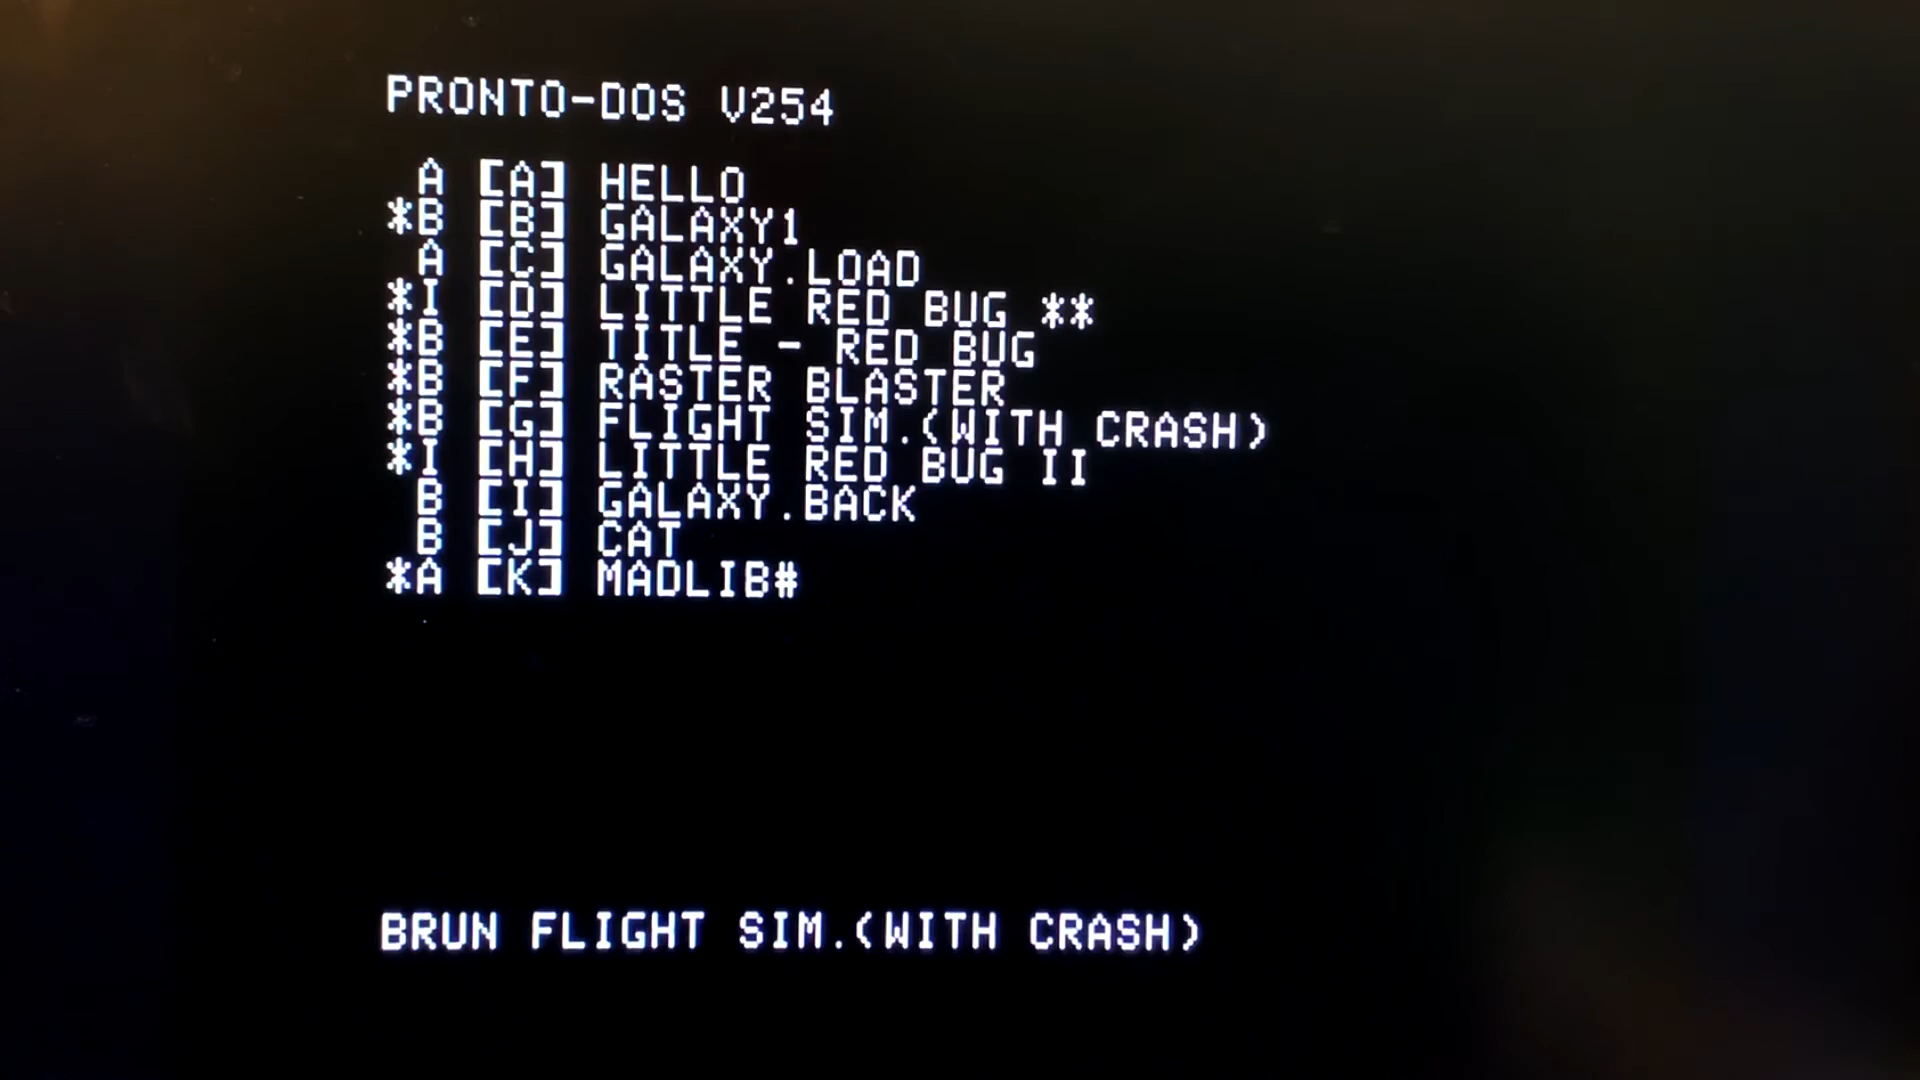 PRONTO-DOS V254
A [A] HELLO
*B [B] GALAXY1
A [C] GALAXY.LOAD
*I [D] LITTLE RED BUG **
*B [E] TITLE - RED BUG
*B [F] RASTER BLASTER
*B [G] FLIGHT SIM.(WITH CRASH)
*I [H] LITTLE RED BUG II
B [I] GALAXY.BACK
B [J] CAT
*A [K] MADLIB#
BRUN FLIGHT SIM.(WITH CRASH)